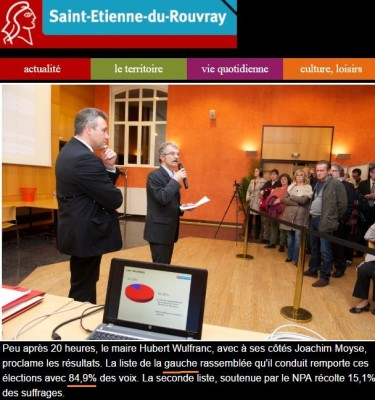 Saint-Etienne-du-Rouvray
actualité
le territoire
vie quotidienne
culture, loisirs
Peu après 20 heures, le maire Hubert Wulfranc, avec à ses côtés Joachim Moyse,
proclame les résultats. La liste de la gauche rassemblée qu'il conduit remporte ces
élections avec 84,9% des voix. La seconde liste, soutenue par le NPA récolte 15,1%
des suffrages.